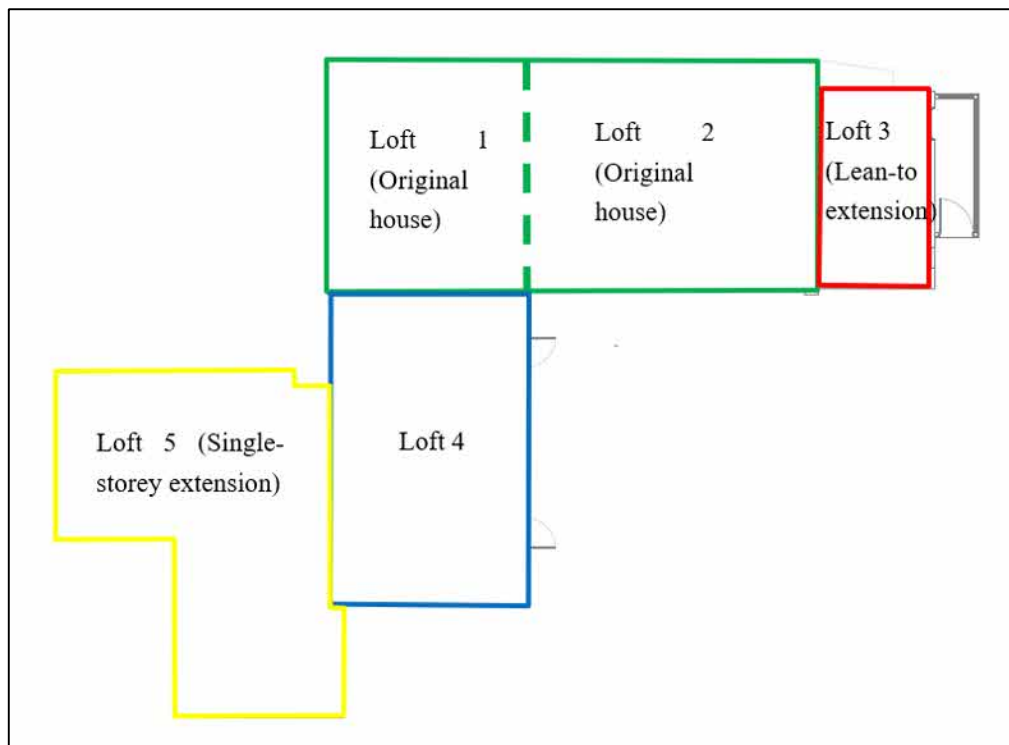 Loft 1
(Original
house)
Loft 2
(Original
house)
Loft 3
(Lean-to
extension)
Loft 5 (Single-
storey extension)
Loft 4